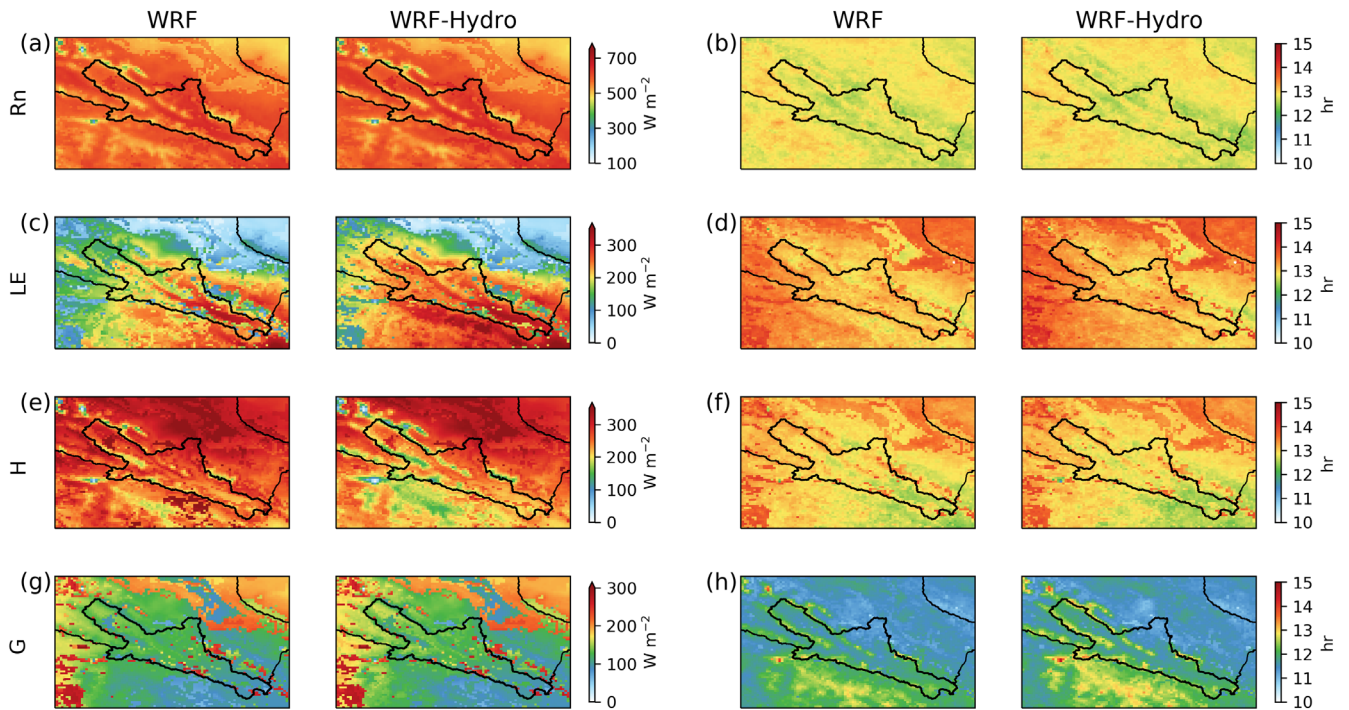 WRF WRF-Hydro WRF WRF-Hydro
(a) (b)
Rn
700
500
300
100
W m⁻²
15
14
13
12
11
10
hr
(c) (d)
LE
300
200
100
0
W m⁻²
15
14
13
12
11
10
hr
(e) (f)
H
300
200
100
0
W m⁻²
15
14
13
12
11
10
hr
(g) (h)
G
300
200
100
0
W m⁻²
15
14
13
12
11
10
hr